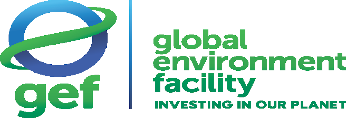 gef
global
environment
facility
INVESTING IN OUR PLANET